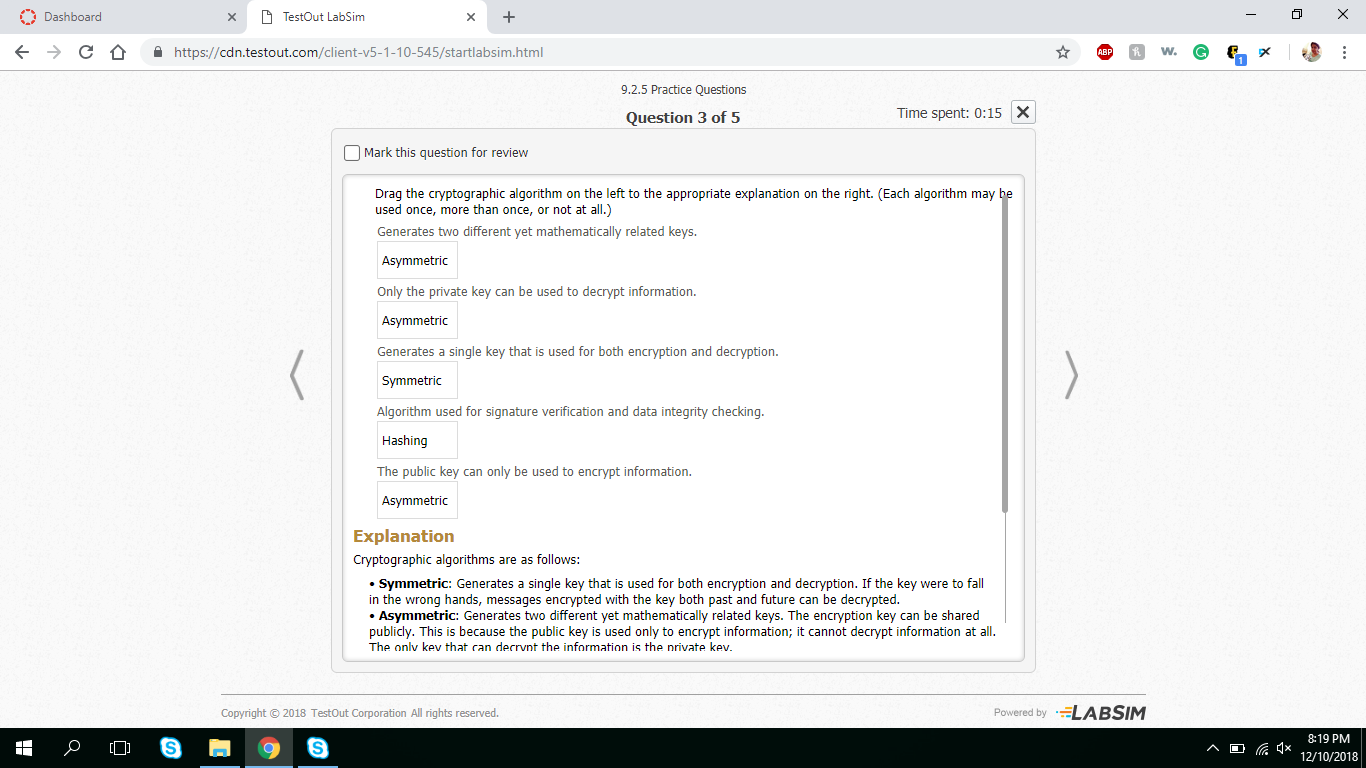 Dashboard
TestOut LabSim
https://cdn.testout.com/client-v5-1-10-545/startlabsim.html
ABP
w.
1
9.2.5 Practice Questions
Question 3 of 5
Time spent: 0:15
Mark this question for review
Drag the cryptographic algorithm on the left to the appropriate explanation on the right. (Each algorithm may be
used once, more than once, or not at all.)
Generates two different yet mathematically related keys.
Asymmetric
Only the private key can be used to decrypt information.
Asymmetric
Generates a single key that is used for both encryption and decryption.
Symmetric
Algorithm used for signature verification and data integrity checking.
Hashing
The public key can only be used to encrypt information.
Asymmetric
Explanation
Cryptographic algorithms are as follows:
• Symmetric: Generates a single key that is used for both encryption and decryption. If the key were to fall
in the wrong hands, messages encrypted with the key both past and future can be decrypted.
• Asymmetric: Generates two different yet mathematically related keys. The encryption key can be shared
publicly. This is because the public key is used only to encrypt information; it cannot decrypt information at all.
The only key that can decrypt the information is the private key.
Copyright © 2018 TestOut Corporation All rights reserved.
Powered by LABSIM
8:19 PM
12/10/2018